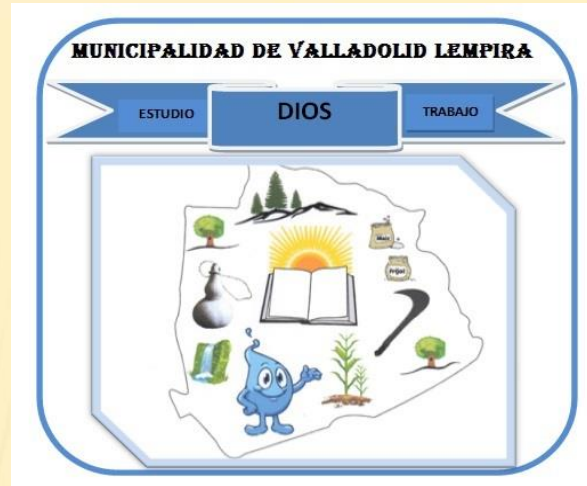 MUNICIPALIDAD DE VALLADOLID LEMPIRA
ESTUDIO DIOS TRABAJO
Maiz
Frijol